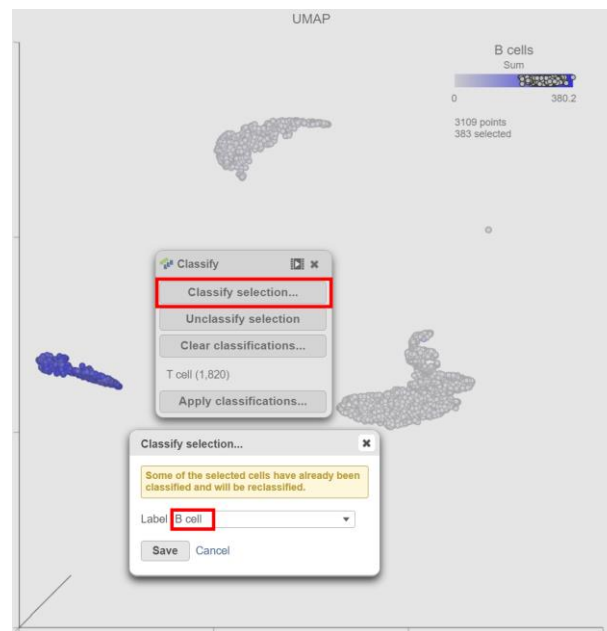 UMAP
B cells
Sum
0 380.2
3109 points
383 selected
Classify
Classify selection...
Unclassify selection
Clear classifications...
T cell (1,820)
Apply classifications...
Classify selection...
Some of the selected cells have already been
classified and will be reclassified.
Label B cell
Save Cancel